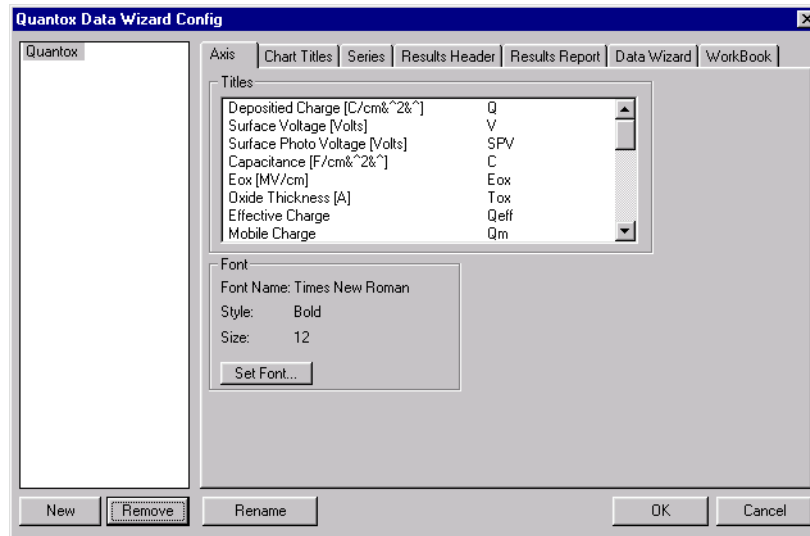 Quantox Data Wizard Config
Quantox
Axis Chart Titles Series Results Header Results Report Data Wizard WorkBook
Titles
Depositied Charge [C/cm&^2&^] Q
Surface Voltage [Volts] V
Surface Photo Voltage [Volts] SPV
Capacitance [F/cm&^2&^] C
Eox [MV/cm] Eox
Oxide Thickness [A] Tox
Effective Charge Qeff
Mobile Charge Qm
Font
Font Name: Times New Roman
Style: Bold
Size: 12
Set Font...
New Remove Rename OK Cancel